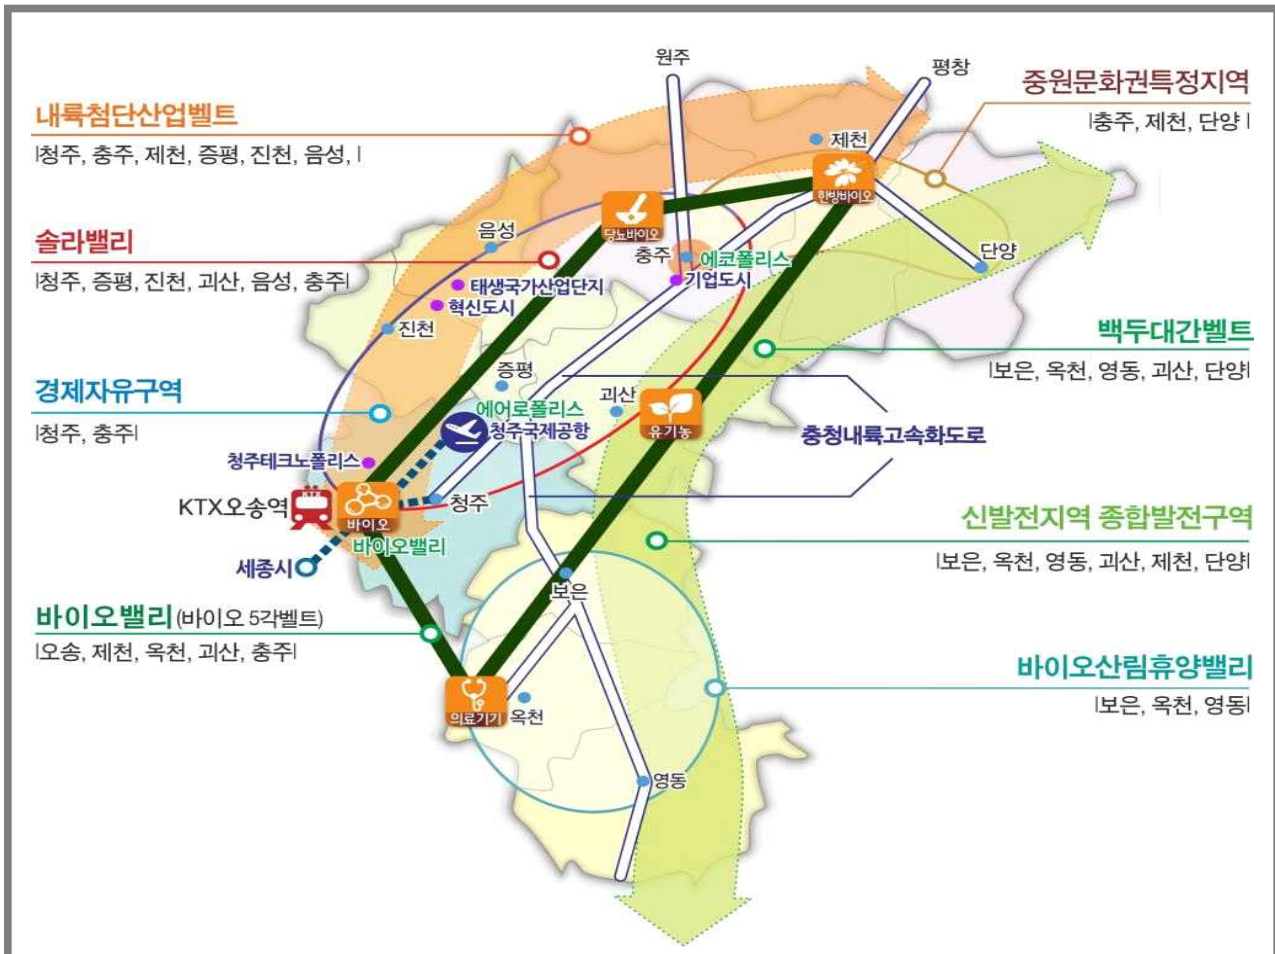 내륙첨단산업벨트
|청주, 충주, 제천, 증평, 진천, 음성, |
솔라밸리
|청주, 증평, 진천, 괴산, 음성, 충주|
경제자유구역
|청주, 충주|
바이오밸리 (바이오 5각벨트)
|오송, 제천, 옥천, 괴산, 충주|
원주
평창
제천
한방바이오
당뇨바이오
음성
충주
에코폴리스
기업도시
단양
태생국가산업단지
혁신도시
진천
증평
괴산
에어로폴리스
청주국제공항
유기농
충청내륙고속화도로
청주테크노폴리스
KTX
KTX오송역
바이오
청주
바이오밸리
세종시
보은
의료기기
옥천
영동
중원문화권특정지역
|충주, 제천, 단양 |
백두대간벨트
|보은, 옥천, 영동, 괴산, 단양|
신발전지역 종합발전구역
|보은, 옥천, 영동, 괴산, 제천, 단양|
바이오산림휴양밸리
|보은, 옥천, 영동|